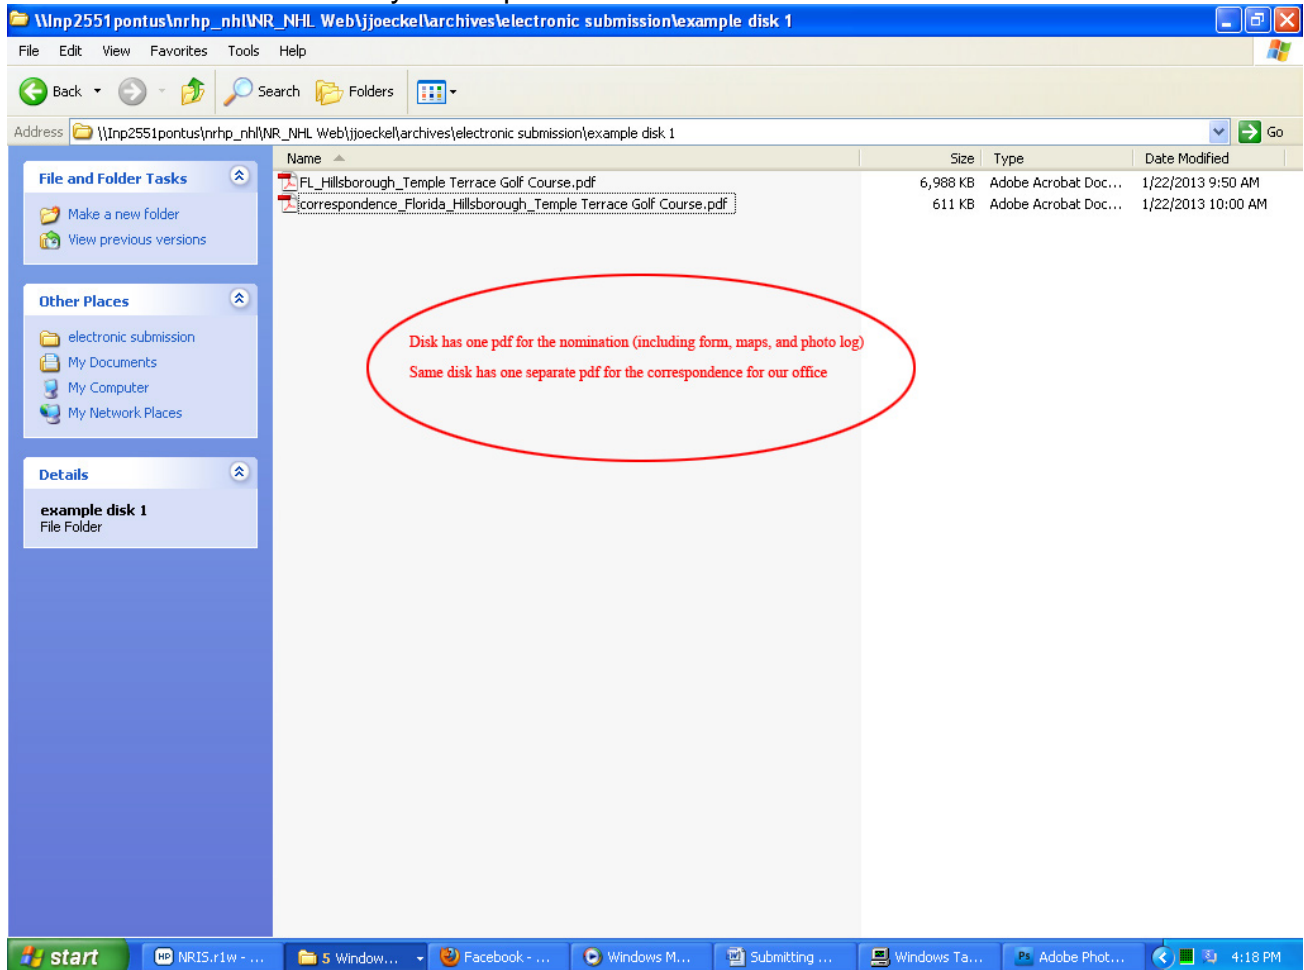 \\Inp2551pontus\nrhp_nhl\NR_NHL Web\jjoeckel\archives\electronic submission\example disk 1
File Edit View Favorites Tools Help
Back Search Folders
Address \\Inp2551pontus\nrhp_nhl\NR_NHL Web\jjoeckel\archives\electronic submission\example disk 1 Go
Name Size Type Date Modified
FL_Hillsborough_Temple Terrace Golf Course.pdf 6,988 KB Adobe Acrobat Doc... 1/22/2013 9:50 AM
correspondence_Florida_Hillsborough_Temple Terrace Golf Course.pdf 611 KB Adobe Acrobat Doc... 1/22/2013 10:00 AM
File and Folder Tasks
Make a new folder
View previous versions
Other Places
electronic submission
My Documents
My Computer
My Network Places
Details
example disk 1
File Folder
Disk has one pdf for the nomination (including form, maps, and photo log)
Same disk has one separate pdf for the correspondence for our office
start NRIS.r1w - ... 5 Window... Facebook - ... Windows M... Submitting ... Windows Ta... Ps Adobe Phot... 4:18 PM